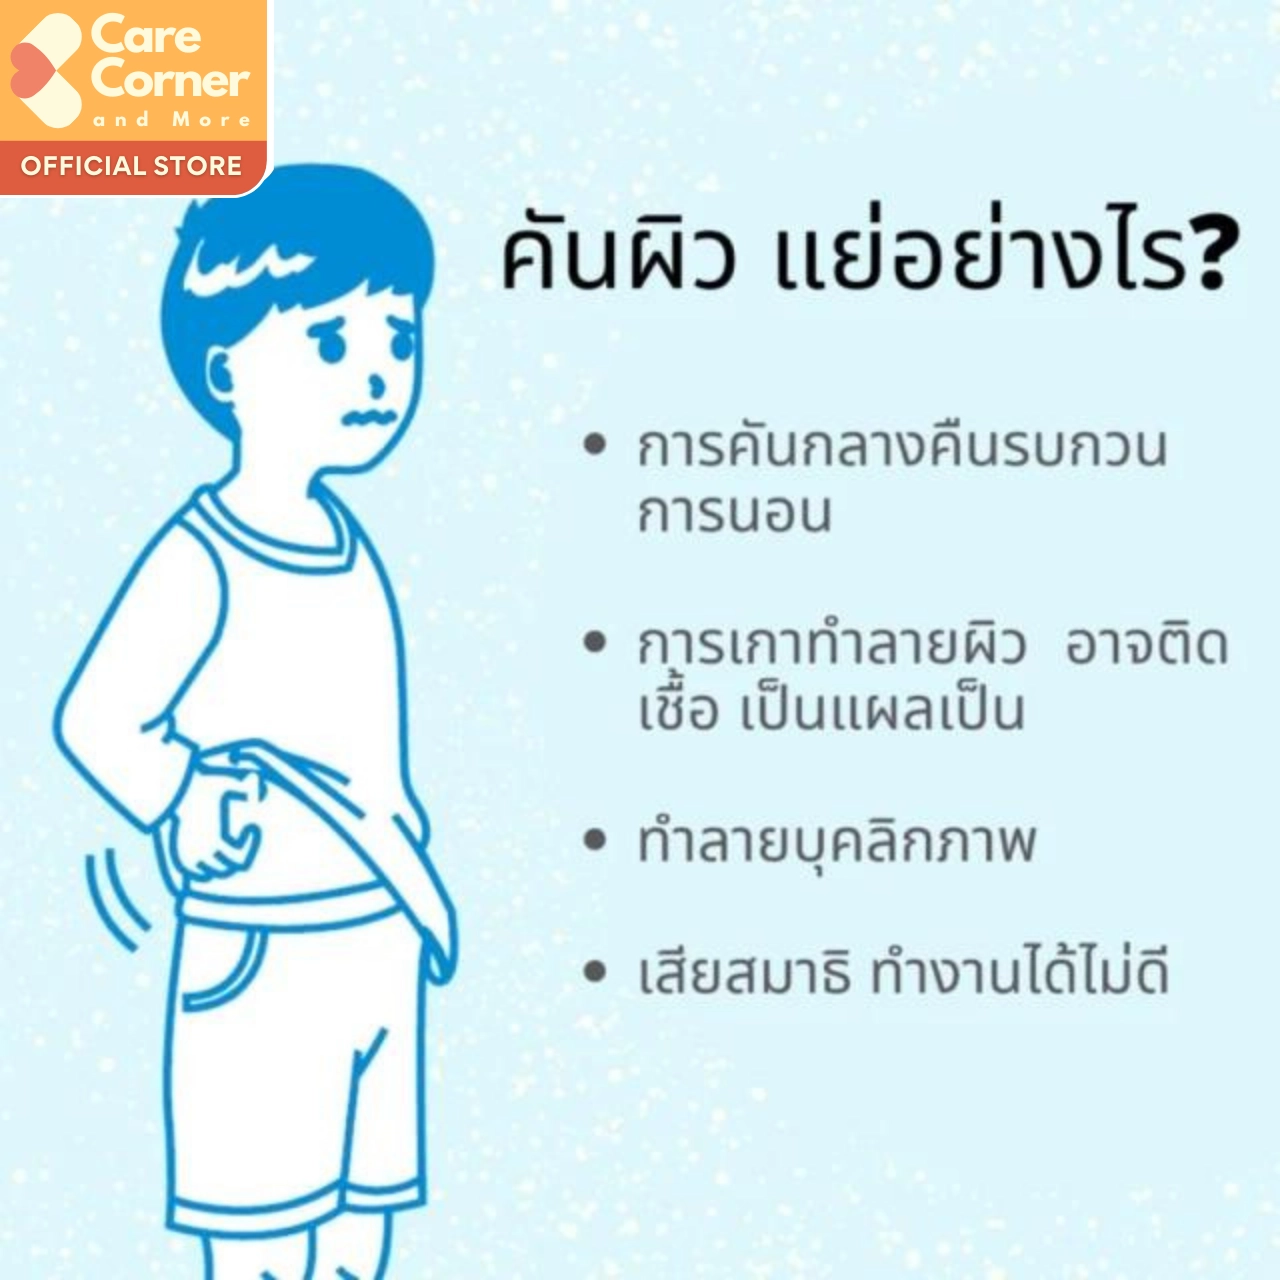 Care
Corner
and More
OFFICIAL STORE
คันผิว แย่อย่างไร?
• การคันกลางคืนรบกวน
การนอน
• การเกาทำลายผิว อาจติด
เชื้อ เป็นแผลเป็น
• ทำลายบุคลิกภาพ
• เสียสมาธิ ทำงานได้ไม่ดี